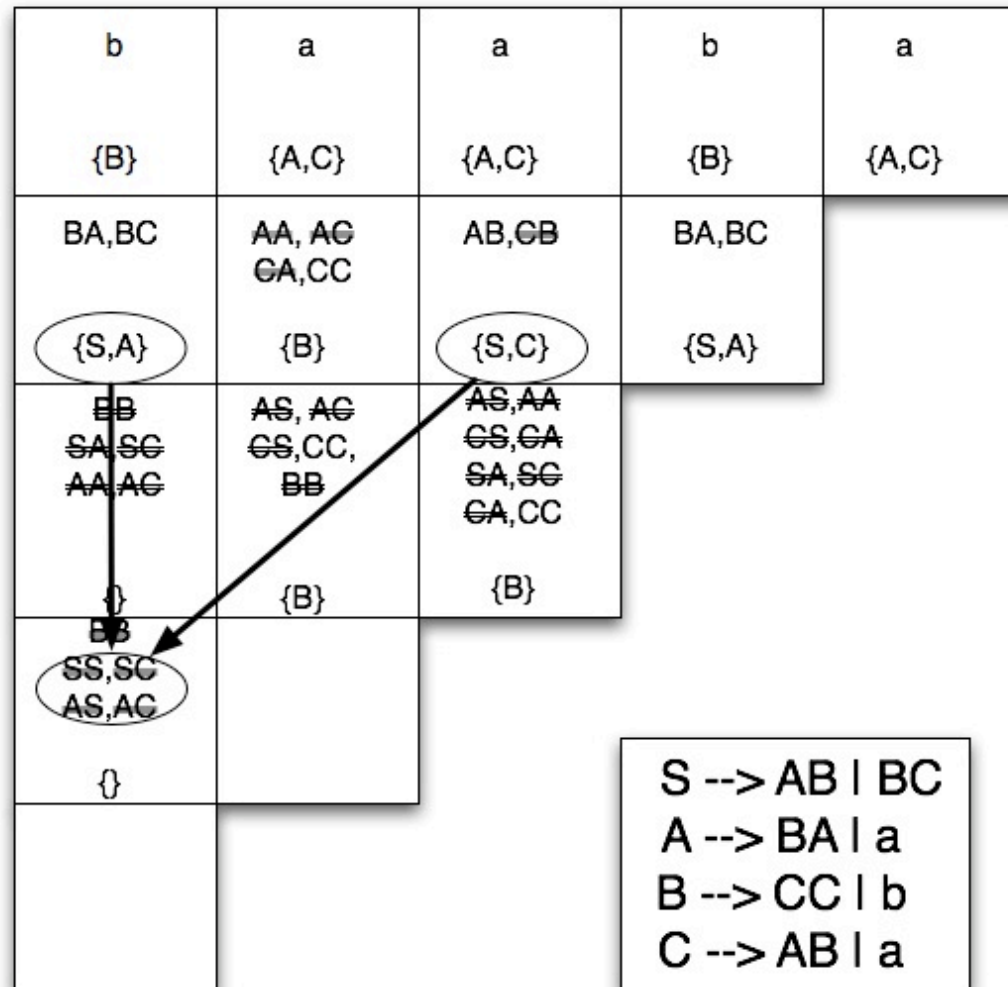 b a a b a
{B} {A,C} {A,C} {B} {A,C}
BA,BC AA, AC AB,CB BA,BC
CA,CC
{S,A} {B} {S,C} {S,A}
BB AS, AC AS,AA
SA,SC CS,CC, CS,CA
AA,AC BB SA,SC
CA,CC
{} {B} {B}
BB
SS,SC
AS,AC
{}
S --> AB | BC
A --> BA | a
B --> CC | b
C --> AB | a